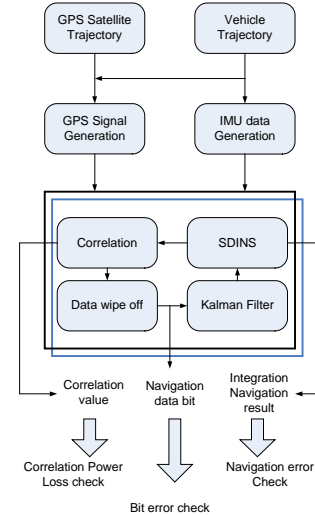 GPS Satellite
Trajectory
Vehicle
Trajectory
GPS Signal
Generation
IMU data
Generation
Correlation
SDINS
Data wipe off
Kalman Filter
Correlation
value
Navigation
data bit
Integration
Navigation
result
Correlation Power
Loss check
Navigation error
Check
Bit error check